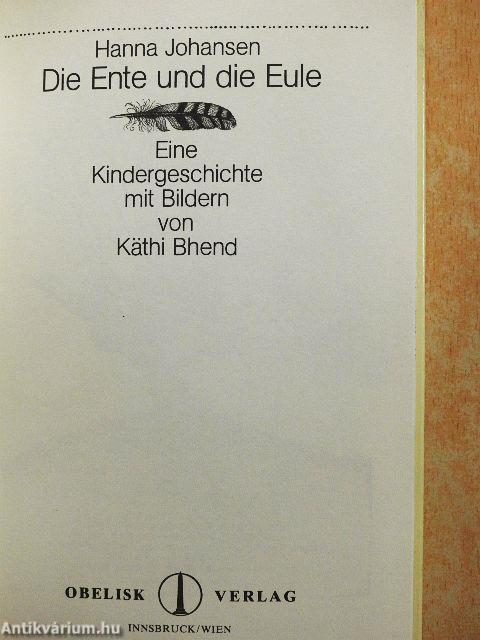 Hanna Johansen
Die Ente und die Eule
Eine
Kindergeschichte
mit Bildern
von
Käthi Bhend
OBELISK VERLAG
INNSBRUCK/WIEN
Antikvárium.hu